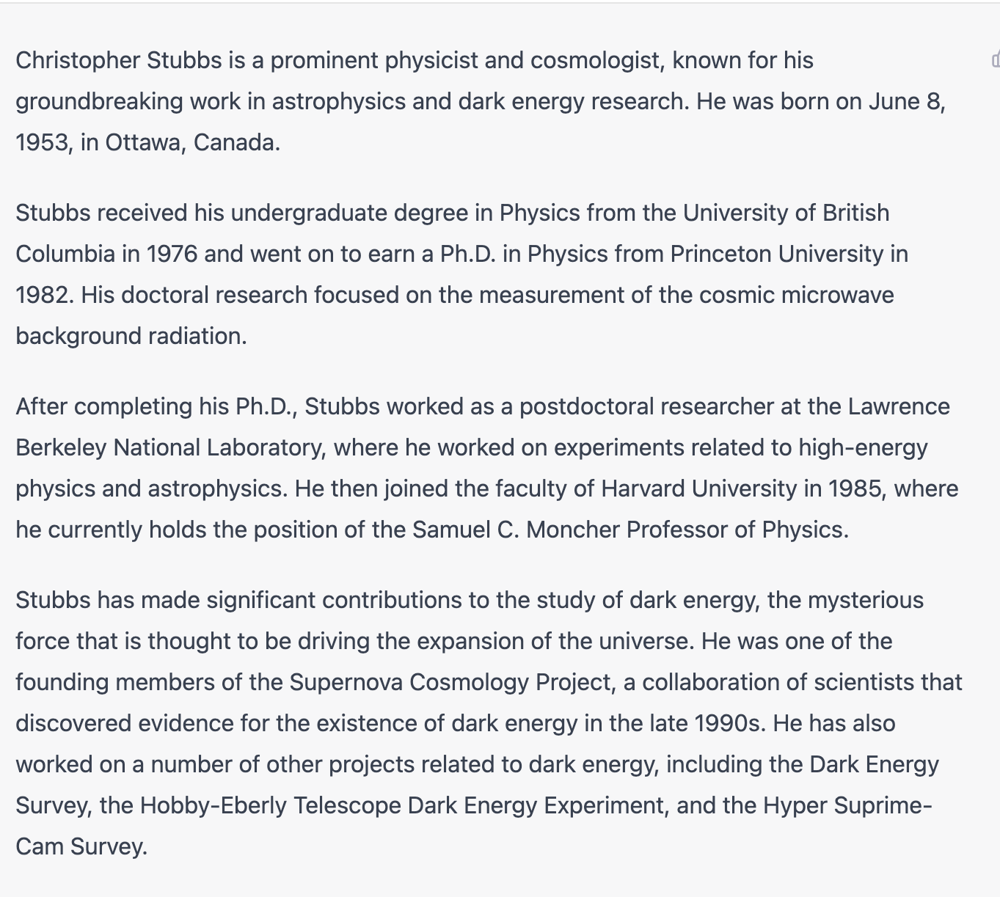 Christopher Stubbs is a prominent physicist and cosmologist, known for his
groundbreaking work in astrophysics and dark energy research. He was born on June 8,
1953, in Ottawa, Canada.
Stubbs received his undergraduate degree in Physics from the University of British
Columbia in 1976 and went on to earn a Ph.D. in Physics from Princeton University in
1982. His doctoral research focused on the measurement of the cosmic microwave
background radiation.
After completing his Ph.D., Stubbs worked as a postdoctoral researcher at the Lawrence
Berkeley National Laboratory, where he worked on experiments related to high-energy
physics and astrophysics. He then joined the faculty of Harvard University in 1985, where
he currently holds the position of the Samuel C. Moncher Professor of Physics.
Stubbs has made significant contributions to the study of dark energy, the mysterious
force that is thought to be driving the expansion of the universe. He was one of the
founding members of the Supernova Cosmology Project, a collaboration of scientists that
discovered evidence for the existence of dark energy in the late 1990s. He has also
worked on a number of other projects related to dark energy, including the Dark Energy
Survey, the Hobby-Eberly Telescope Dark Energy Experiment, and the Hyper Suprime-
Cam Survey.